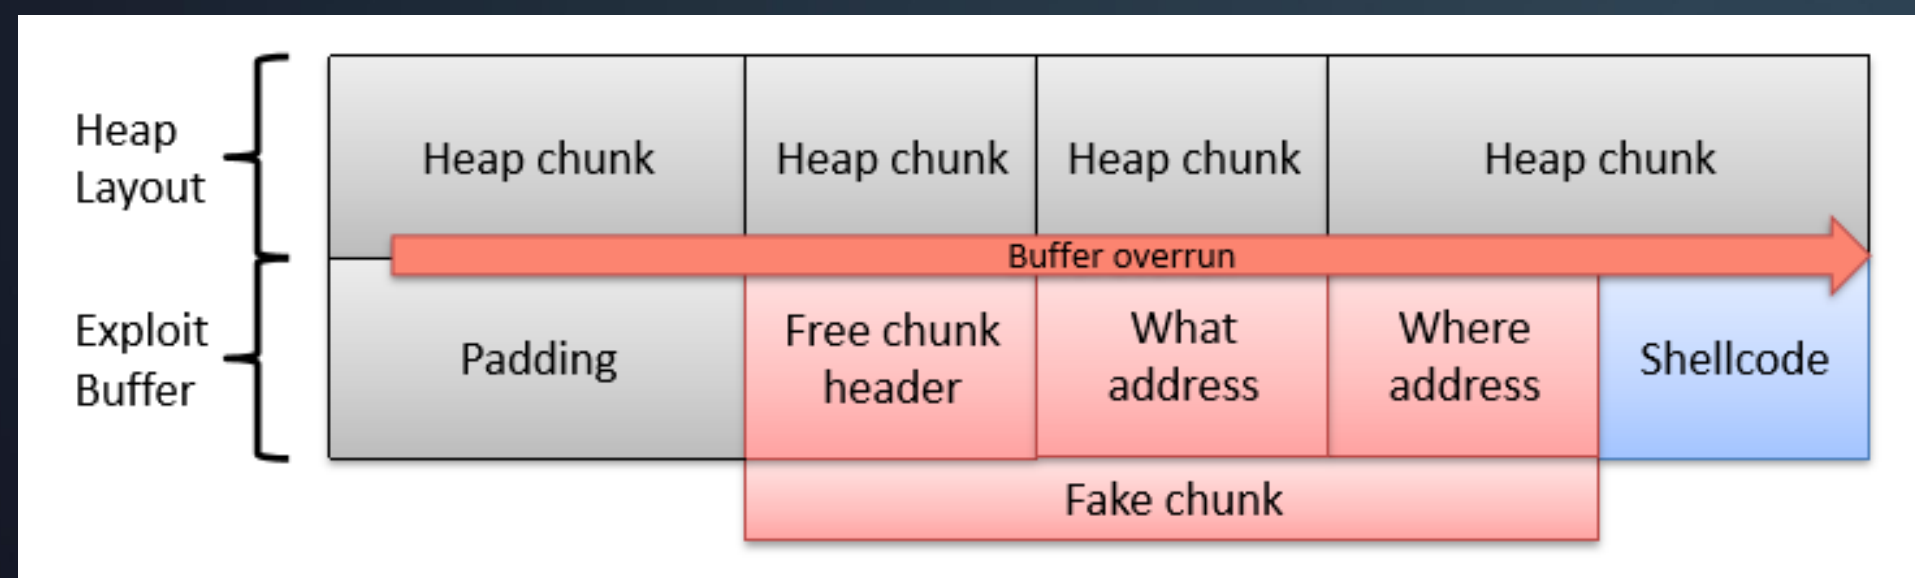 Heap
Layout
Heap chunk
Heap chunk
Heap chunk
Heap chunk
Buffer overrun
Exploit
Buffer
Padding
Free chunk
header
What
address
Where
address
Shellcode
Fake chunk